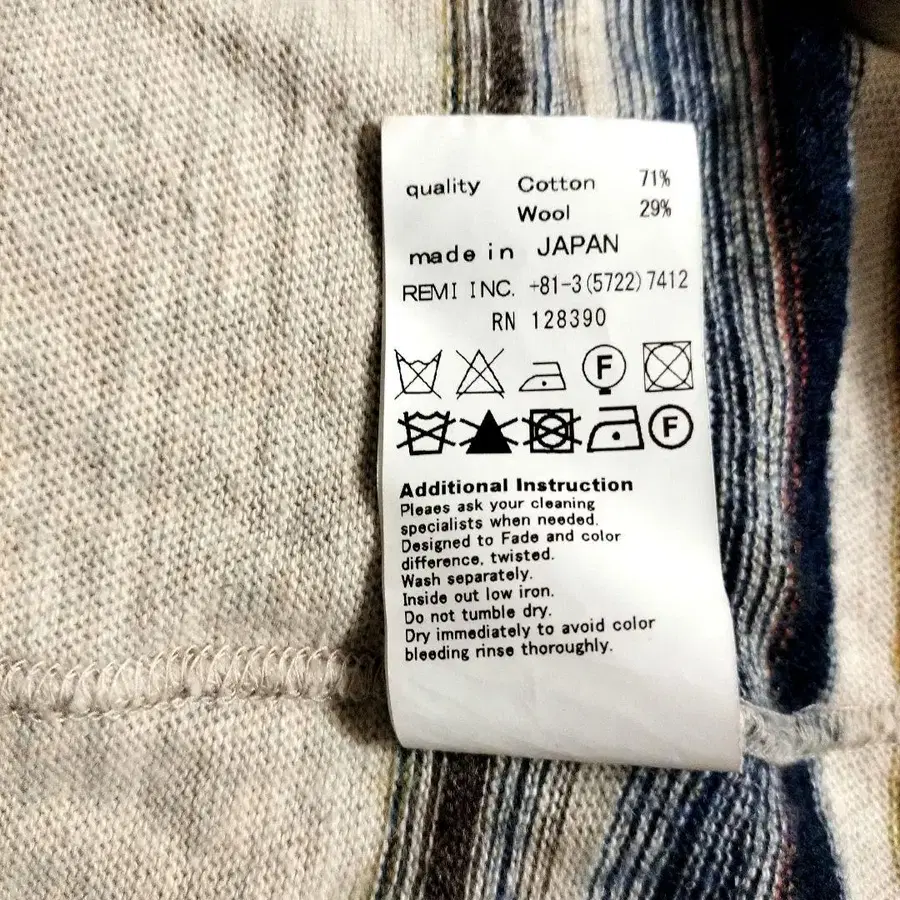 quality Cotton 71%
Wool 29%
made in JAPAN
REMI INC. +81-3(5722)7412
RN 128390
F
F
Additional Instruction
Pleaes ask your cleaning
specialists when needed.
Designed to Fade and color
difference, twisted.
Wash separately.
Inside out low iron.
Do not tumble dry.
Dry immediately to avoid color
bleeding rinse thoroughly.